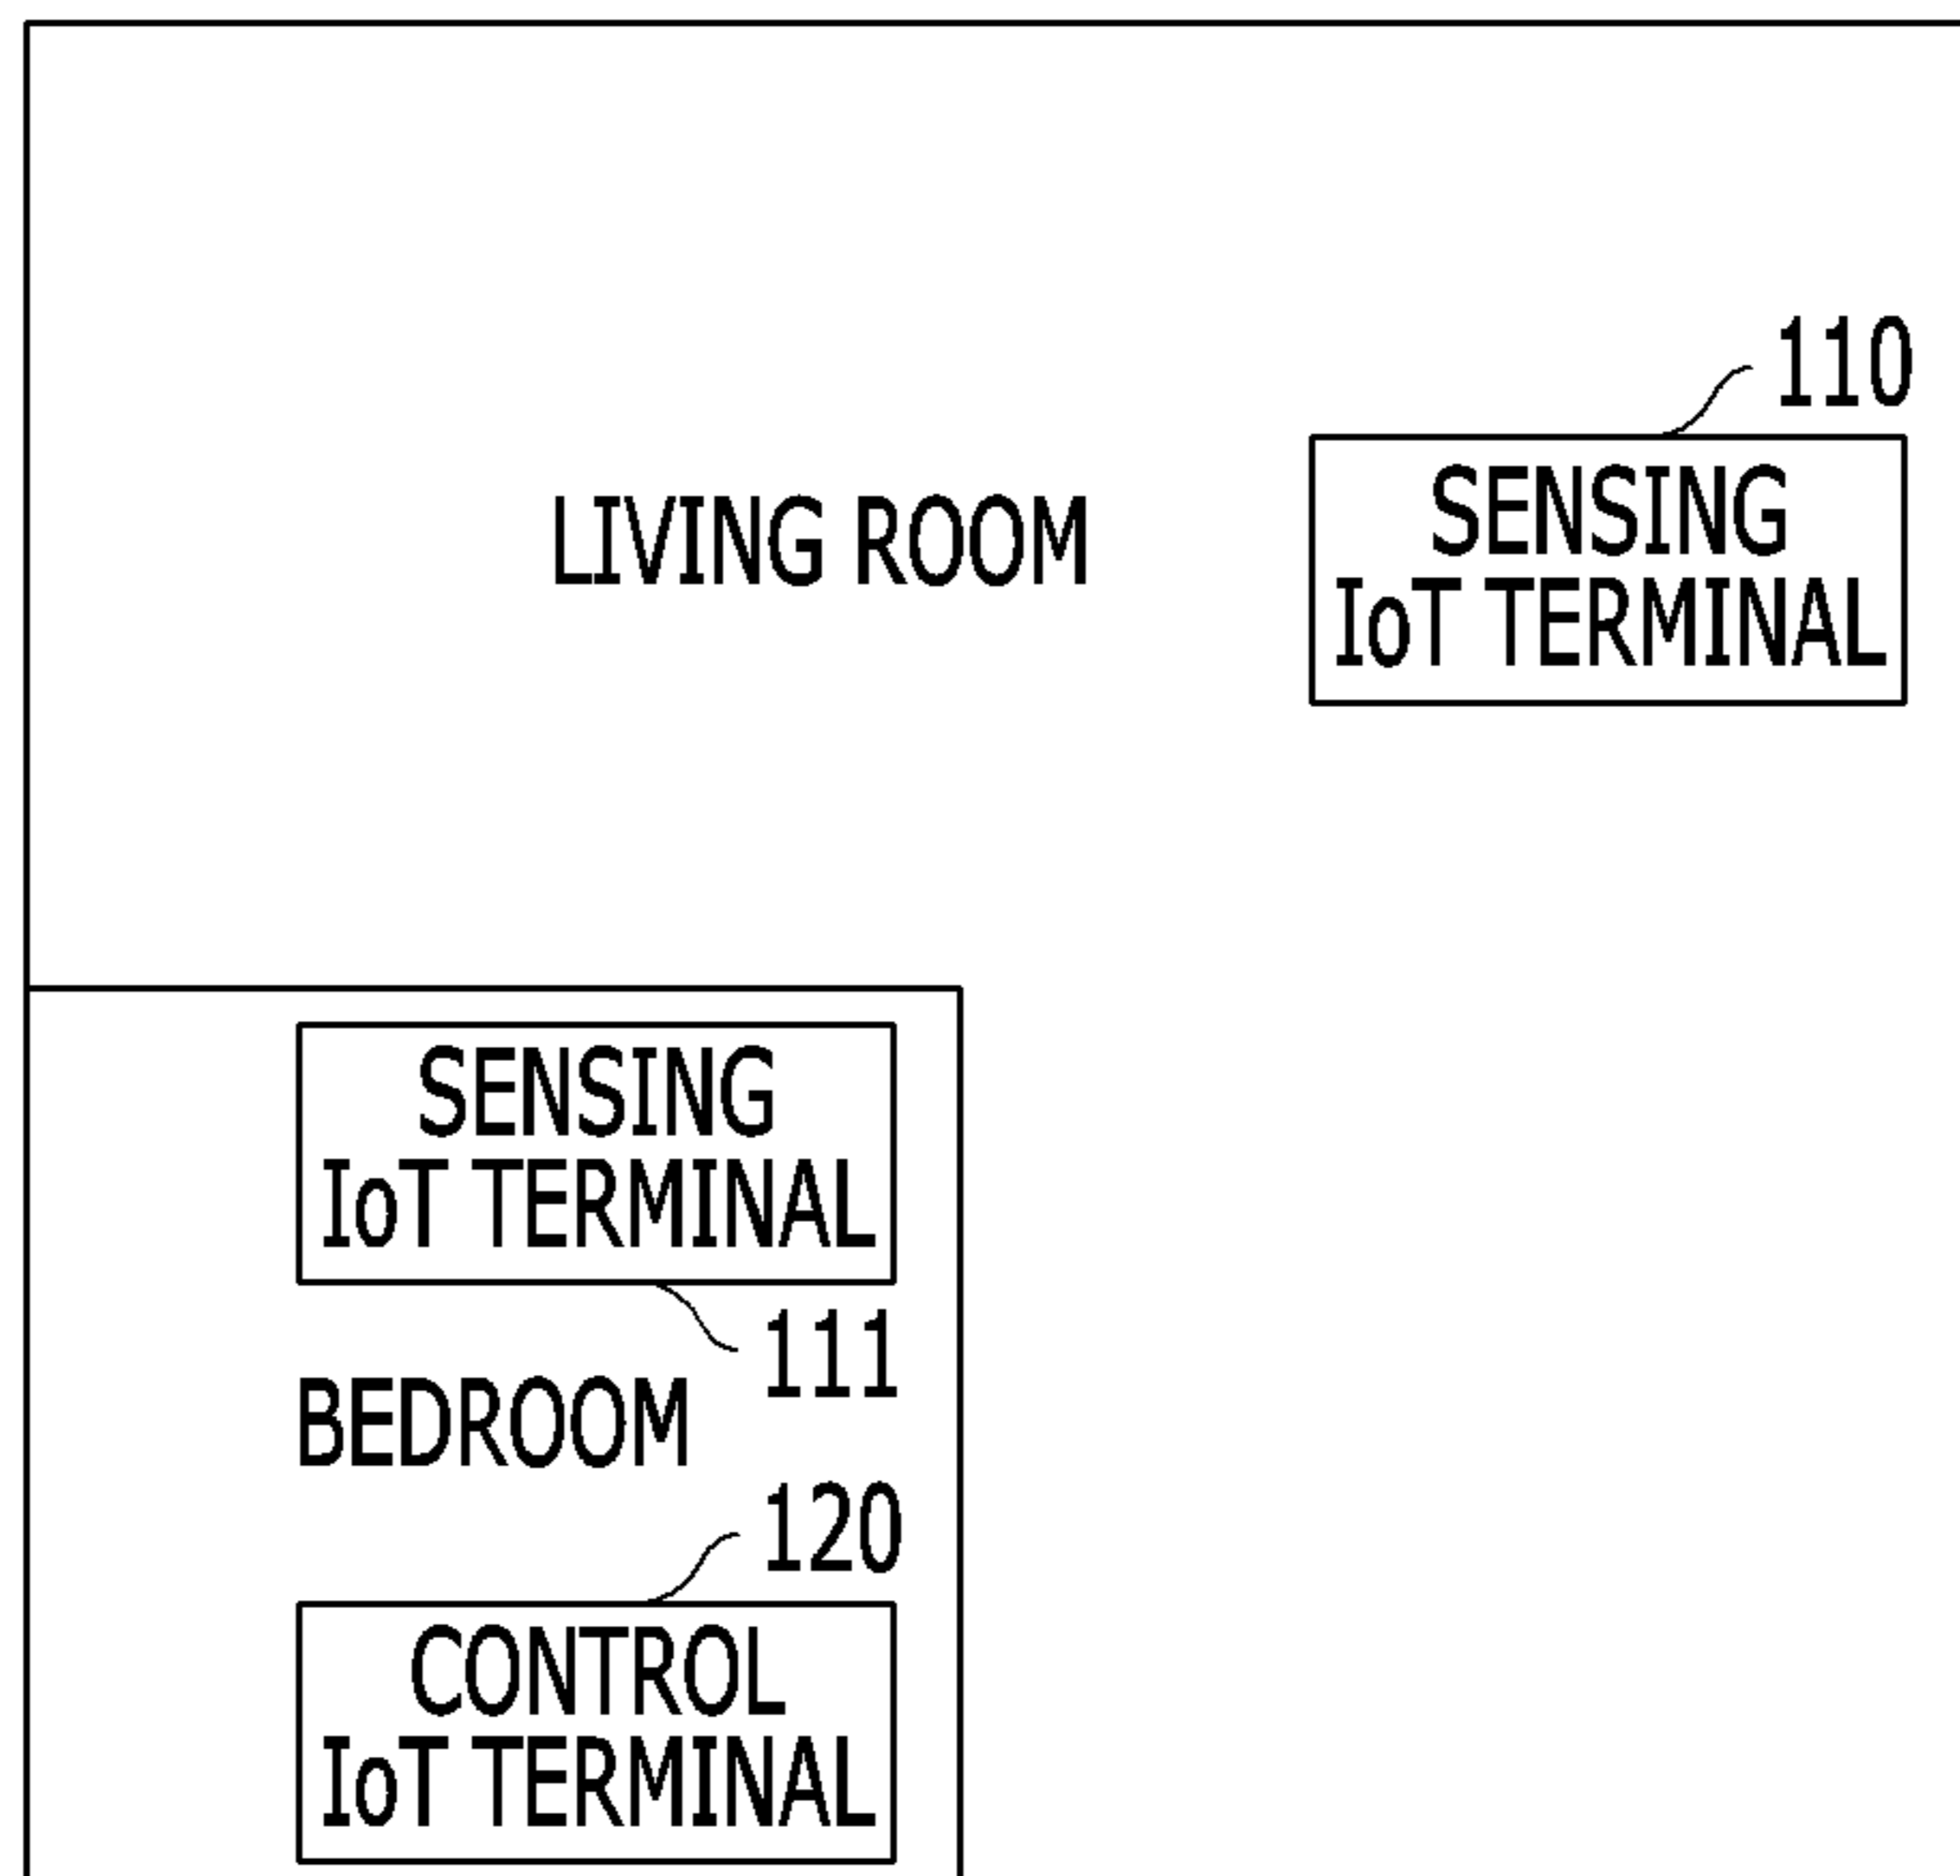 110
LIVING ROOM
SENSING
IoT TERMINAL
SENSING
IoT TERMINAL
111
BEDROOM
120
CONTROL
IoT TERMINAL